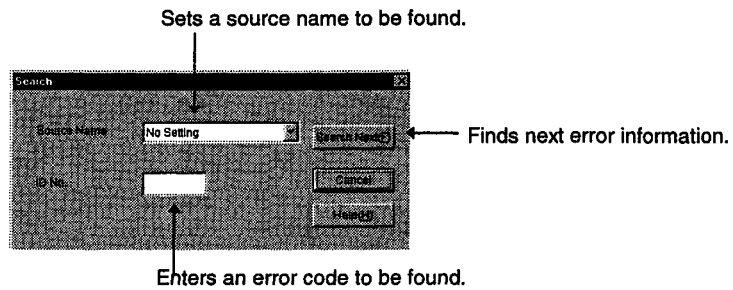 Sets a source name to be found.
Search
Source Name
No Setting
Search Next(F)
Finds next error information.
ID No.
Cancel
Help(H)
Enters an error code to be found.